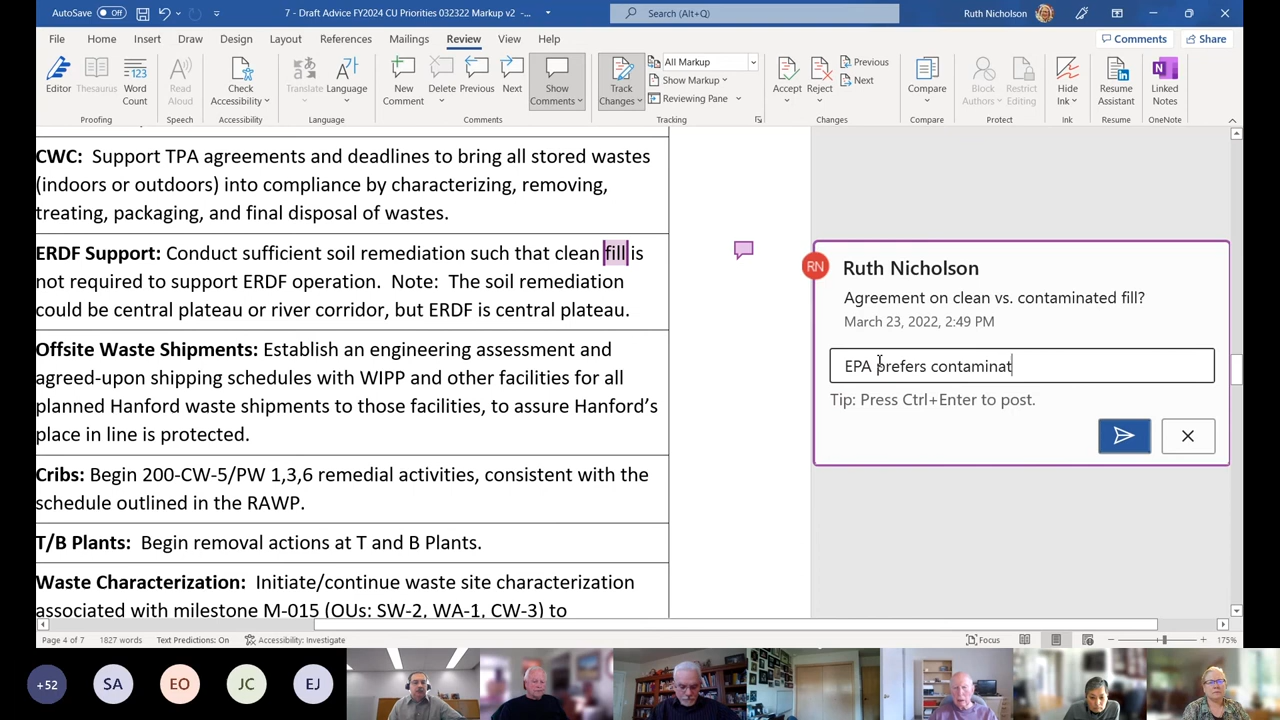 AutoSave Off 7 - Draft Advice FY2024 CU Priorities 032322 Markup v2 -... Search (Alt+Q) Ruth Nicholson
File Home Insert Draw Design Layout References Mailings Review View Help Comments Share
Editor Thesaurus Word Count Read Aloud Check Accessibility Translate Language New Comment Delete Previous Next Show Comments Track Changes All Markup Show Markup Reviewing Pane Accept Reject Previous Next Compare Block Authors Restrict Editing Hide Ink Resume Assistant Linked Notes
Proofing Speech Accessibility Language Comments Tracking Changes Compare Protect Ink Resume OneNote
CWC: Support TPA agreements and deadlines to bring all stored wastes
(indoors or outdoors) into compliance by characterizing, removing,
treating, packaging, and final disposal of wastes.
ERDF Support: Conduct sufficient soil remediation such that clean fill is
not required to support ERDF operation. Note: The soil remediation
could be central plateau or river corridor, but ERDF is central plateau.
Offsite Waste Shipments: Establish an engineering assessment and
agreed-upon shipping schedules with WIPP and other facilities for all
planned Hanford waste shipments to those facilities, to assure Hanford's
place in line is protected.
Cribs: Begin 200-CW-5/PW 1,3,6 remedial activities, consistent with the
schedule outlined in the RAWP.
T/B Plants: Begin removal actions at T and B Plants.
Waste Characterization: Initiate/continue waste site characterization
associated with milestone M-015 (OUs: SW-2, WA-1, CW-3) to
RN Ruth Nicholson
Agreement on clean vs. contaminated fill?
March 23, 2022, 2:49 PM
EPA prefers contaminat
Tip: Press Ctrl+Enter to post.
Page 4 of 7 1827 words Text Predictions: On Accessibility: Investigate Focus 175%
+52 SA EO JC EJ